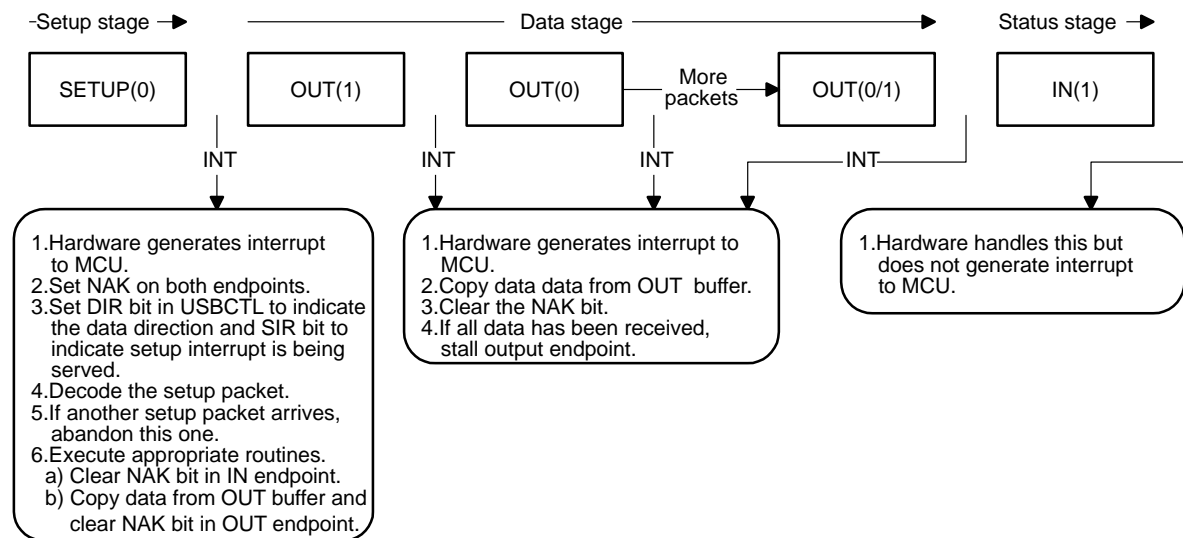 Setup stage
Data stage
Status stage
SETUP(0)
OUT(1)
OUT(0)
More
packets
OUT(0/1)
IN(1)
INT
INT
INT
INT
1.Hardware generates interrupt
to MCU.
2.Set NAK on both endpoints.
3.Set DIR bit in USBCTL to indicate
the data direction and SIR bit to
indicate setup interrupt is being
served.
4.Decode the setup packet.
5.If another setup packet arrives,
abandon this one.
6.Execute appropriate routines.
a) Clear NAK bit in IN endpoint.
b) Copy data from OUT buffer and
clear NAK bit in OUT endpoint.
1.Hardware generates interrupt to
MCU.
2.Copy data data from OUT buffer.
3.Clear the NAK bit.
4.If all data has been received,
stall output endpoint.
1.Hardware handles this but
does not generate interrupt
to MCU.